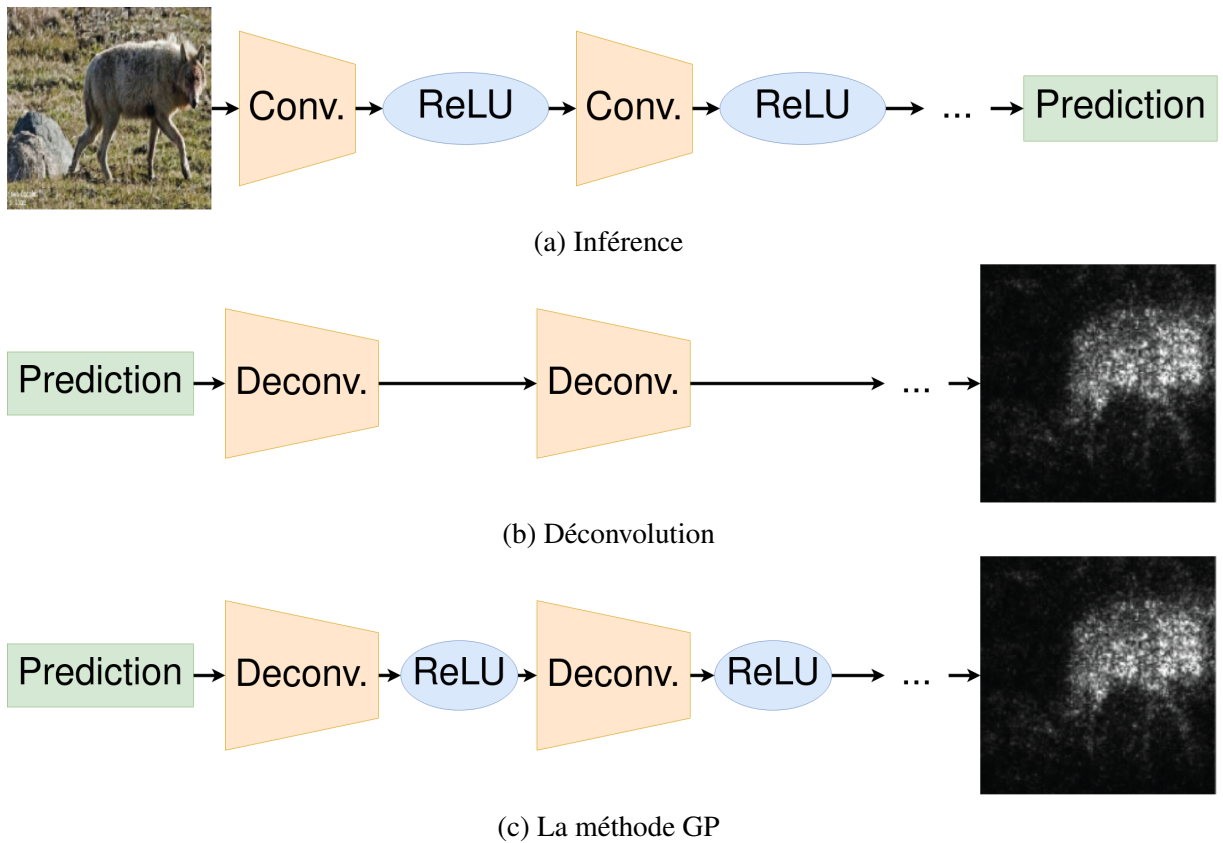 Conv. ReLU Conv. ReLU ... Prediction
(a) Inférence
Prediction Deconv. Deconv. ...
(b) Déconvolution
Prediction Deconv. ReLU Deconv. ReLU ...
(c) La méthode GP